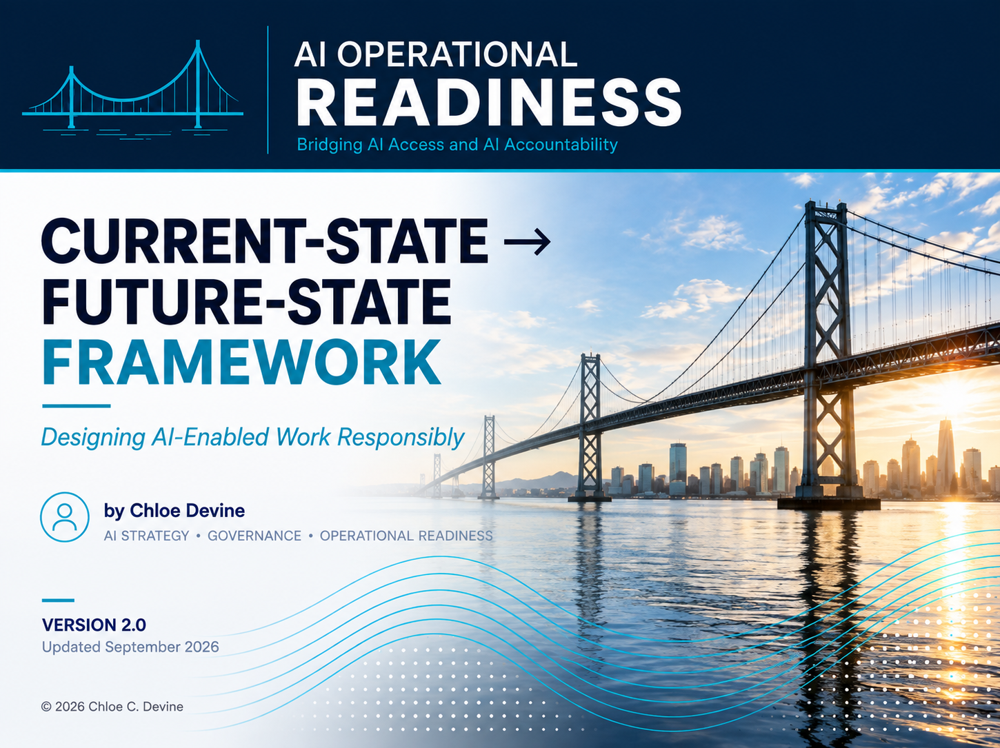 AI OPERATIONAL
READINESS
Bridging AI Access and AI Accountability
CURRENT-STATE →
FUTURE-STATE
FRAMEWORK
Designing AI-Enabled Work Responsibly
by Chloe Devine
AI STRATEGY • GOVERNANCE • OPERATIONAL READINESS
VERSION 2.0
Updated September 2026
© 2026 Chloe C. Devine